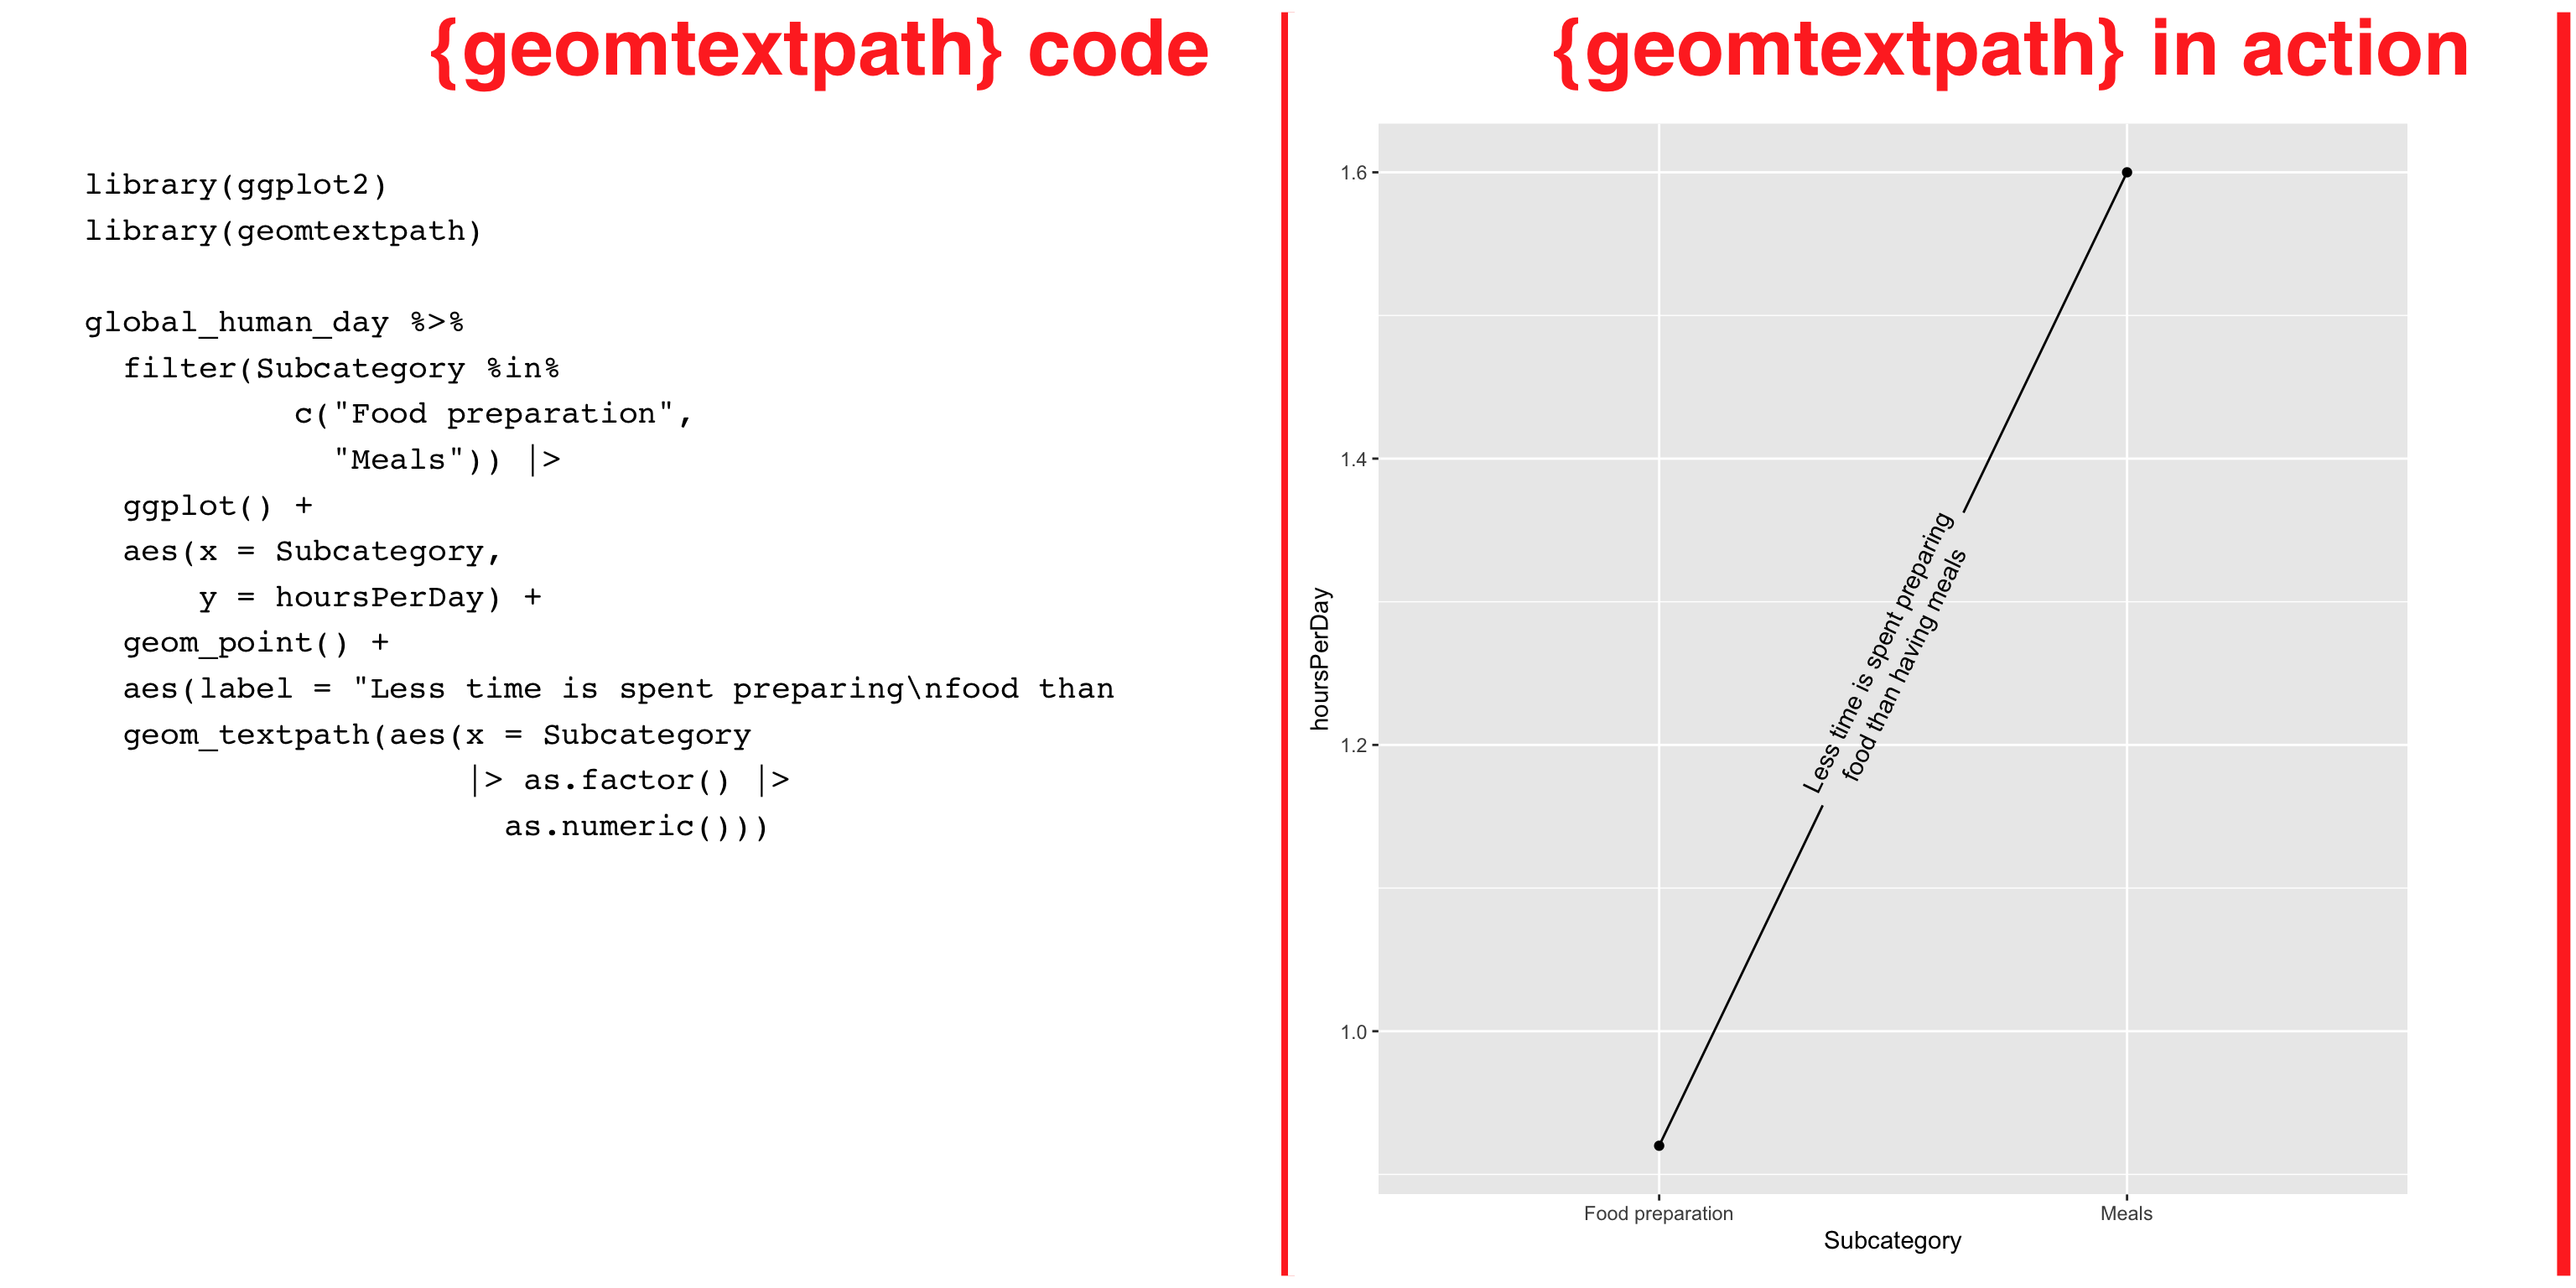 {geomtextpath} code
library(ggplot2)
library(geomtextpath)
global_human_day %>%
filter(Subcategory %in%
c("Food preparation",
"Meals")) |>
ggplot() +
aes(x = Subcategory,
y = hoursPerDay) +
geom_point() +
aes(label = "Less time is spent preparing\nfood than
geom_textpath(aes(x = Subcategory
|> as.factor() |>
as.numeric()))
{geomtextpath} in action
1.6
1.4
1.2
1.0
hoursPerDay
Less time is spent preparing
food than having meals
Food preparation
Meals
Subcategory